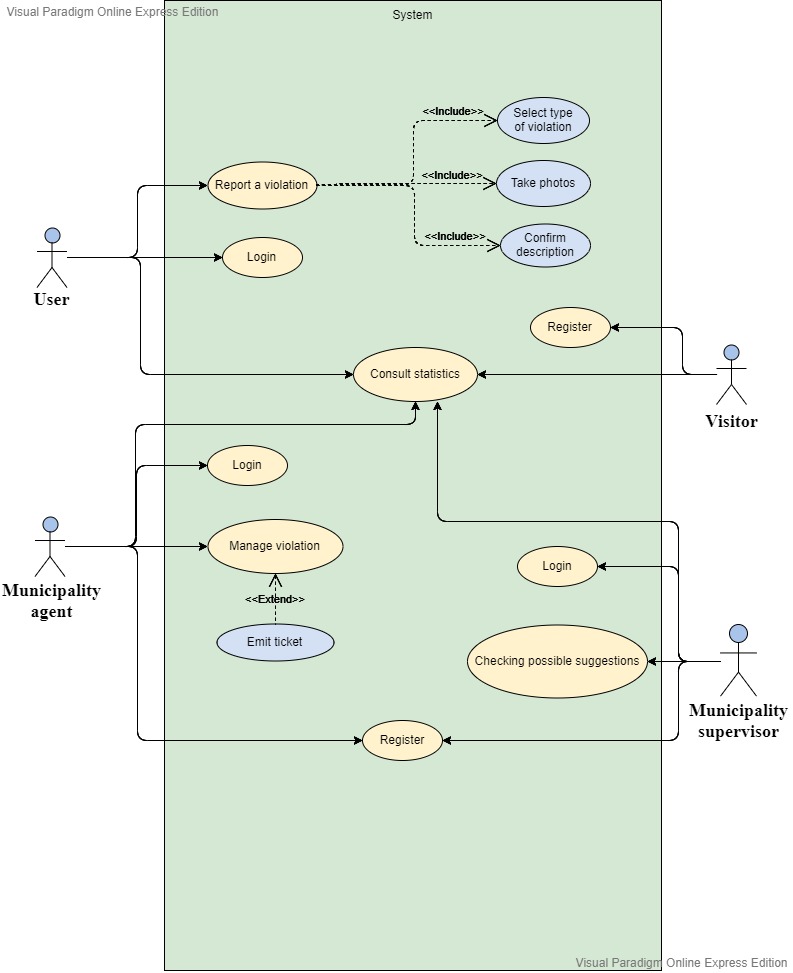 Visual Paradigm Online Express Edition
System
<<Include>>
Select type
of violation
Report a violation
<<Include>>
Take photos
<<Include>>
Confirm
description
Login
User
Register
Consult statistics
Visitor
Login
Municipality
agent
Manage violation
<<Extend>>
Emit ticket
Login
Checking possible suggestions
Municipality
supervisor
Register
Visual Paradigm Online Express Edition